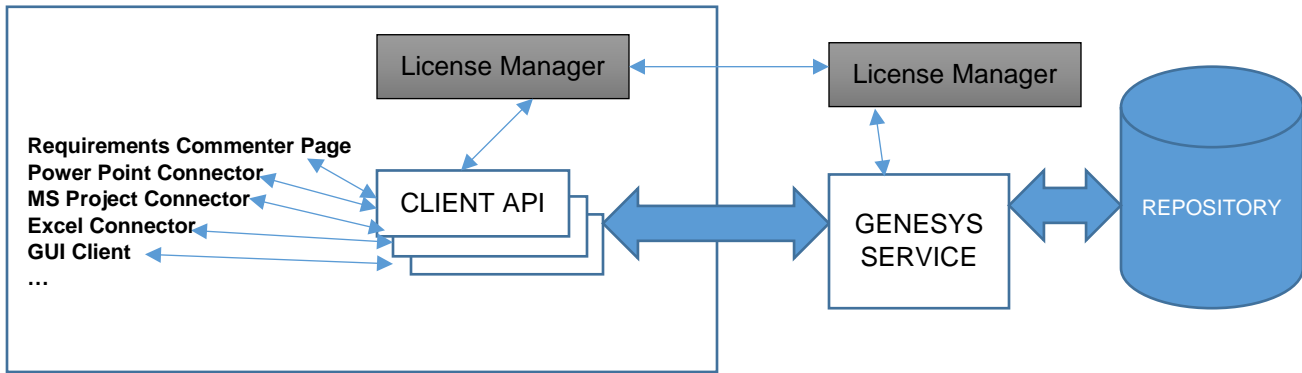 License Manager
License Manager
Requirements Commenter Page
Power Point Connector
MS Project Connector
Excel Connector
GUI Client
…
CLIENT API
GENESYS
SERVICE
REPOSITORY